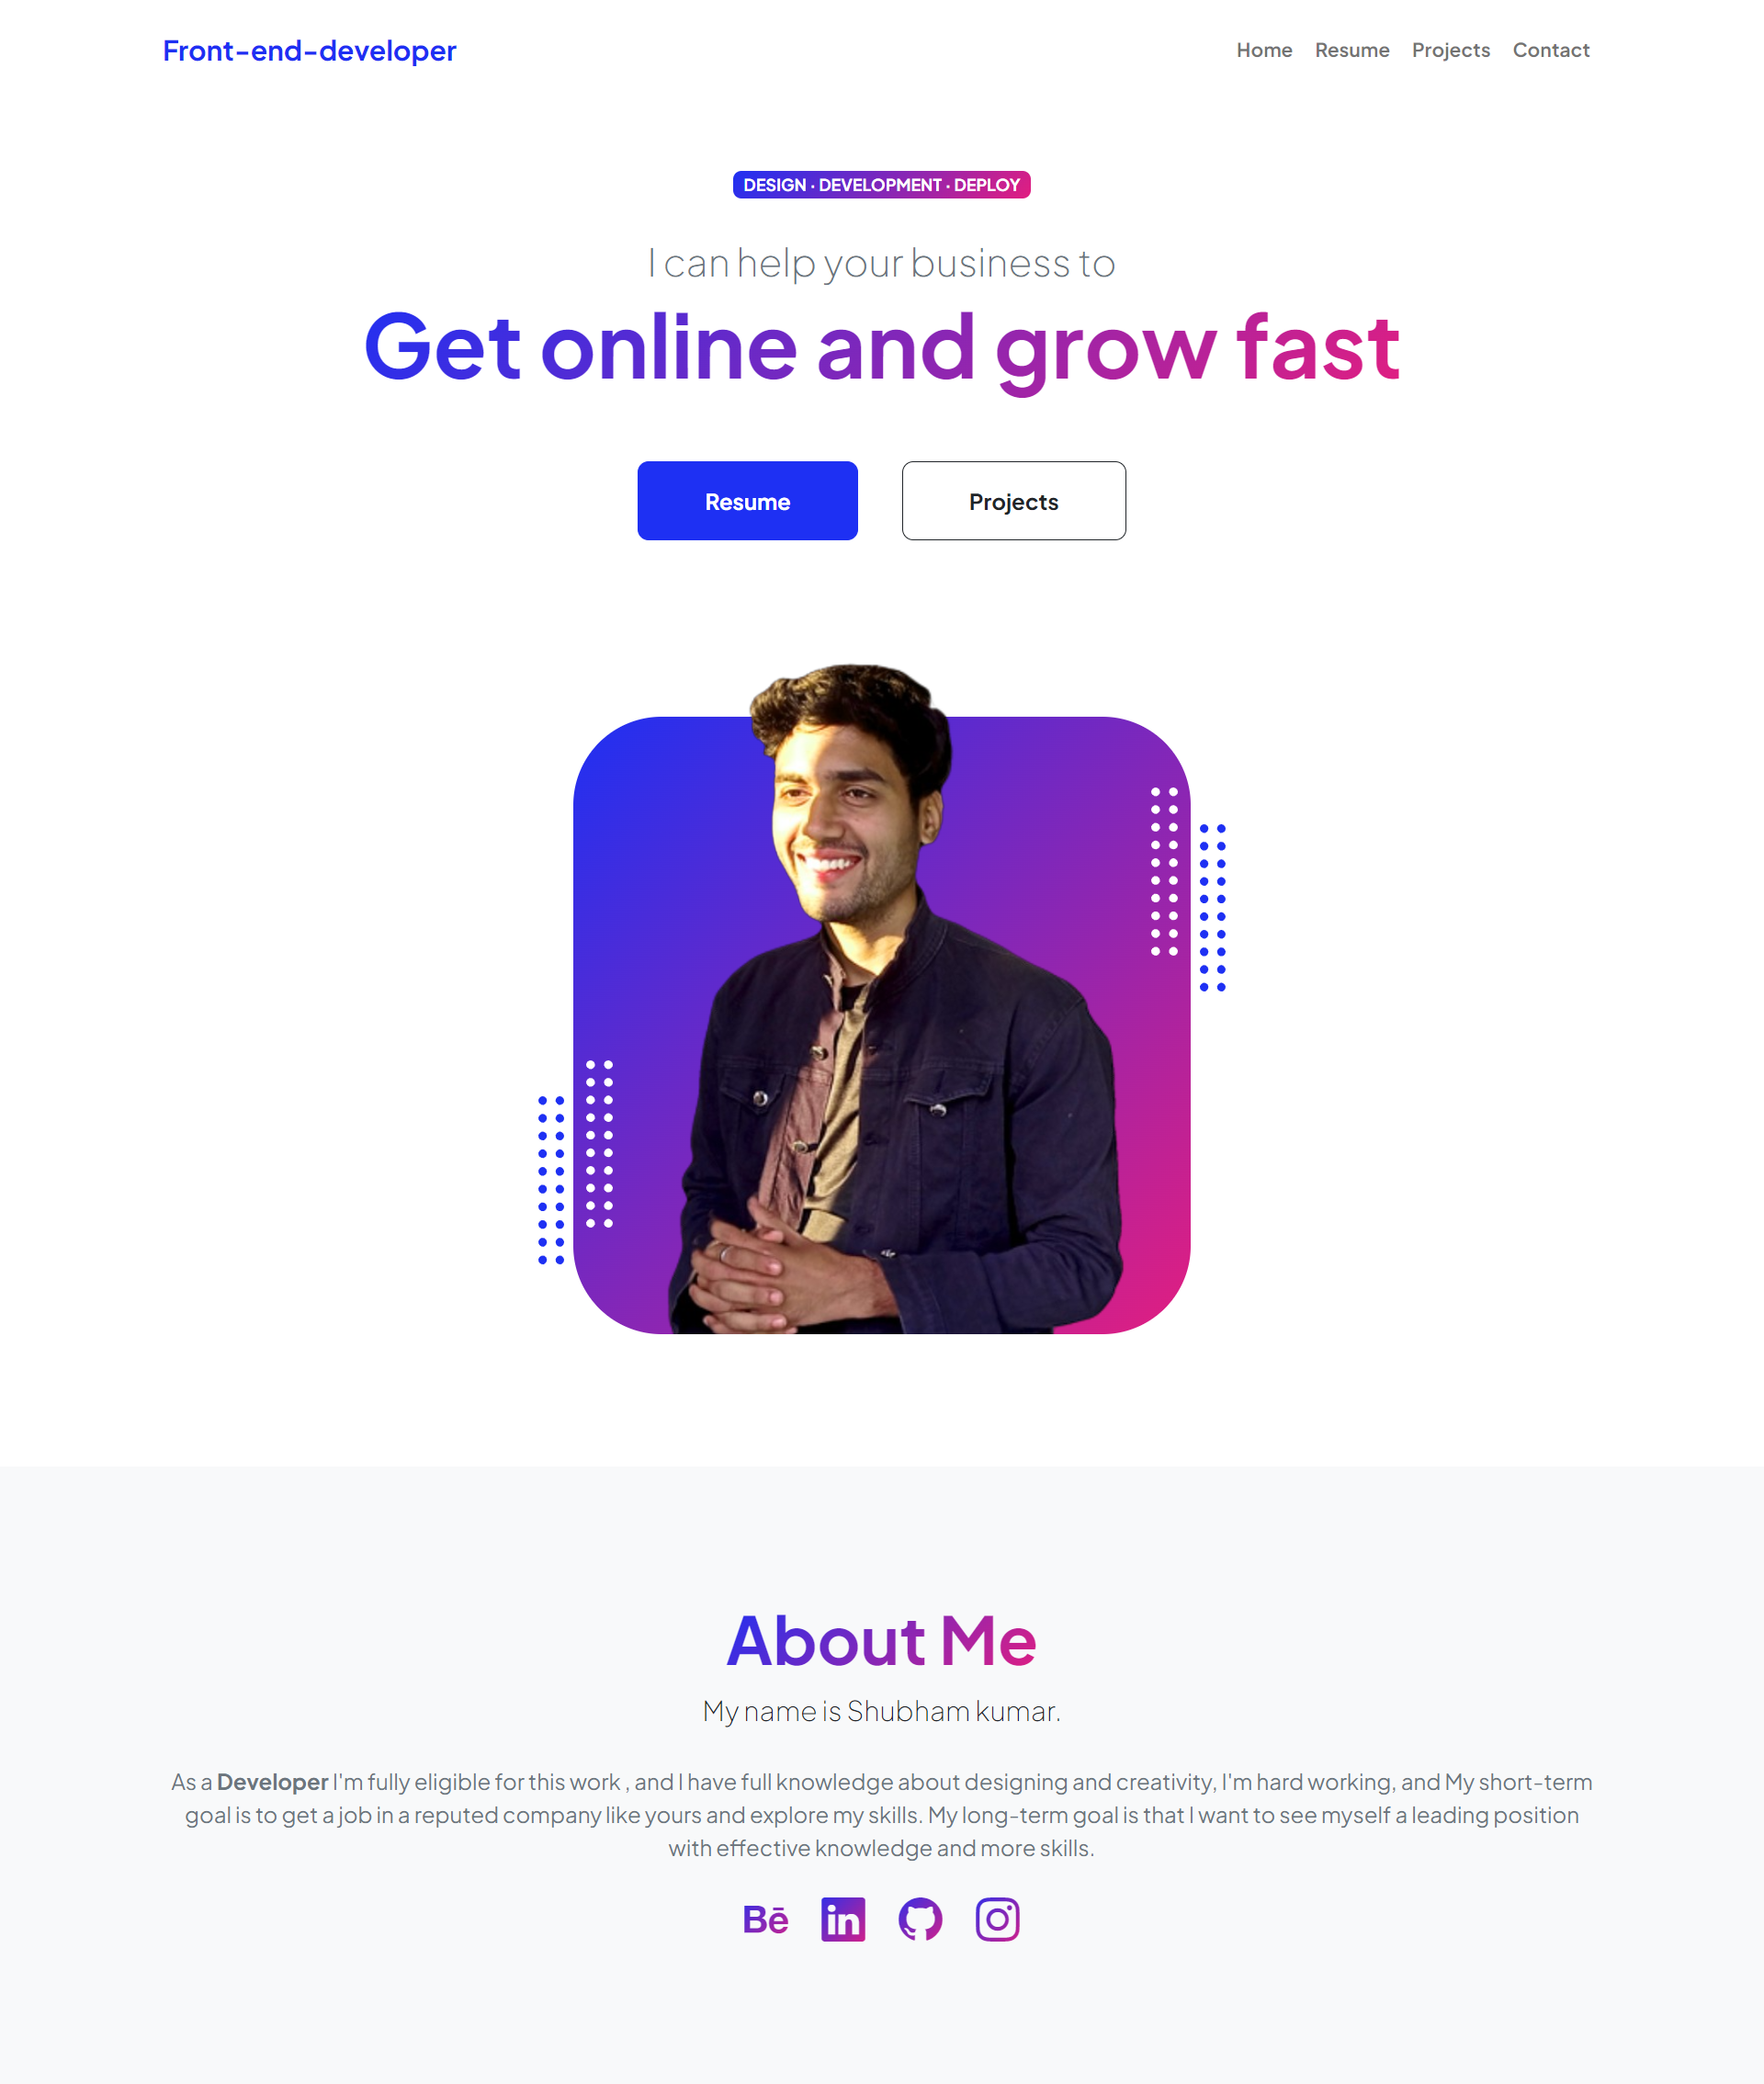 Front-end-developer
Home Resume Projects Contact
DESIGN · DEVELOPMENT · DEPLOY
I can help your business to
Get online and grow fast
Resume
Projects
About Me
My name is Shubham kumar.
As a Developer I'm fully eligible for this work , and I have full knowledge about designing and creativity, I'm hard working, and My short-term
goal is to get a job in a reputed company like yours and explore my skills. My long-term goal is that I want to see myself a leading position
with effective knowledge and more skills.
Bē in